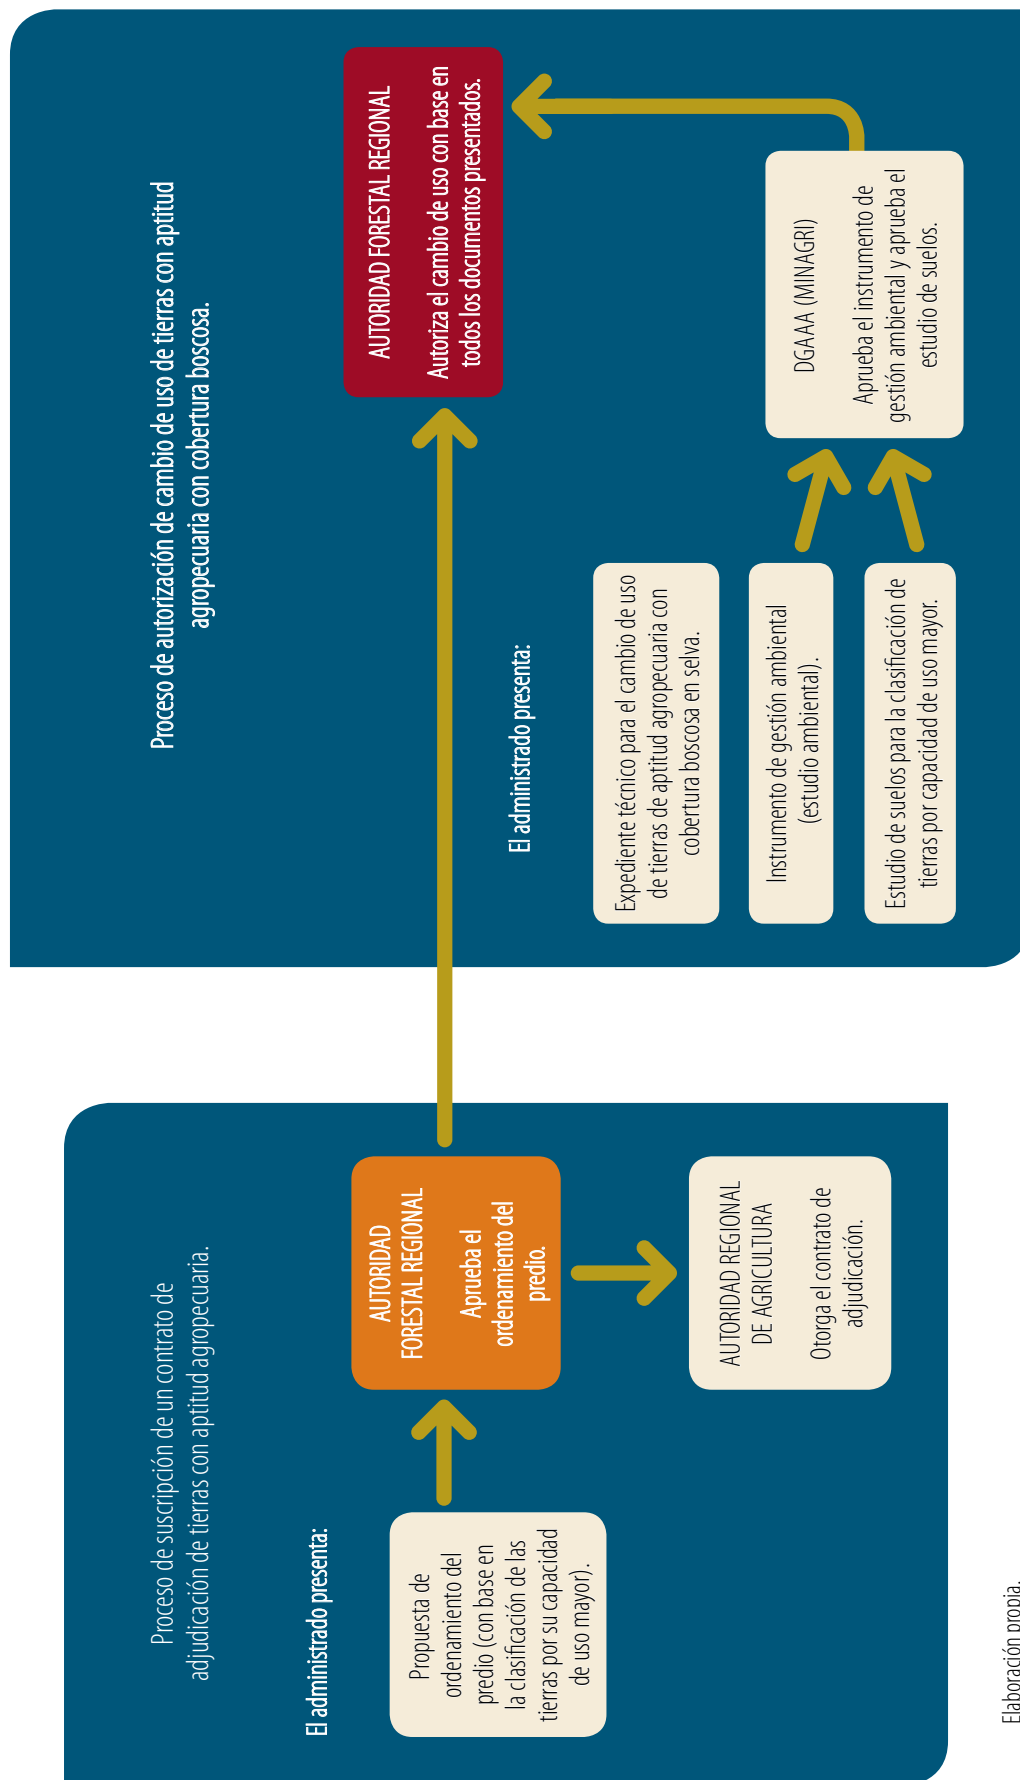 Proceso de suscripción de un contrato de
adjudicación de tierras con aptitud agropecuaria.
El administrado presenta:
Propuesta de
ordenamiento del
predio (con base en
la clasificación de las
tierras por su capacidad
de uso mayor).
AUTORIDAD
FORESTAL REGIONAL
Aprueba el
ordenamiento del
predio.
AUTORIDAD REGIONAL
DE AGRICULTURA
Otorga el contrato de
adjudicación.
Proceso de autorización de cambio de uso de tierras con aptitud
agropecuaria con cobertura boscosa.
AUTORIDAD FORESTAL REGIONAL
Autoriza el cambio de uso con base en
todos los documentos presentados.
El administrado presenta:
Expediente técnico para el cambio de uso
de tierras de aptitud agropecuaria con
cobertura boscosa en selva.
Instrumento de gestión ambiental
(estudio ambiental).
Estudio de suelos para la clasificación de
tierras por capacidad de uso mayor.
DGAAA (MINAGRI)
Aprueba el instrumento de
gestión ambiental y aprueba el
estudio de suelos.
Elaboración propia.